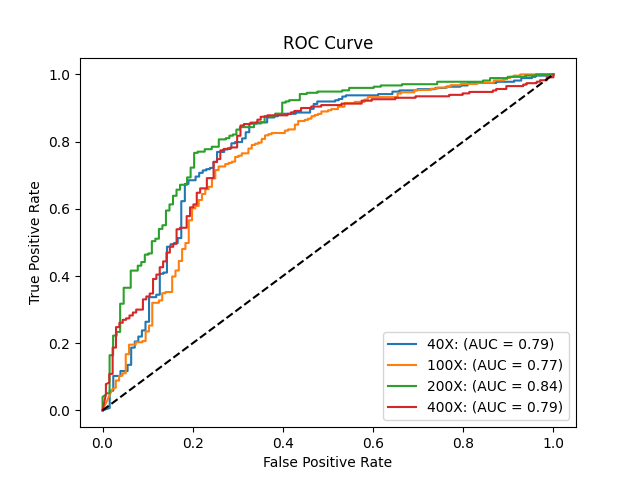 ROC Curve
True Positive Rate
1.0
0.8
0.6
0.4
0.2
0.0
0.0 0.2 0.4 0.6 0.8 1.0
False Positive Rate
40X: (AUC = 0.79)
100X: (AUC = 0.77)
200X: (AUC = 0.84)
400X: (AUC = 0.79)